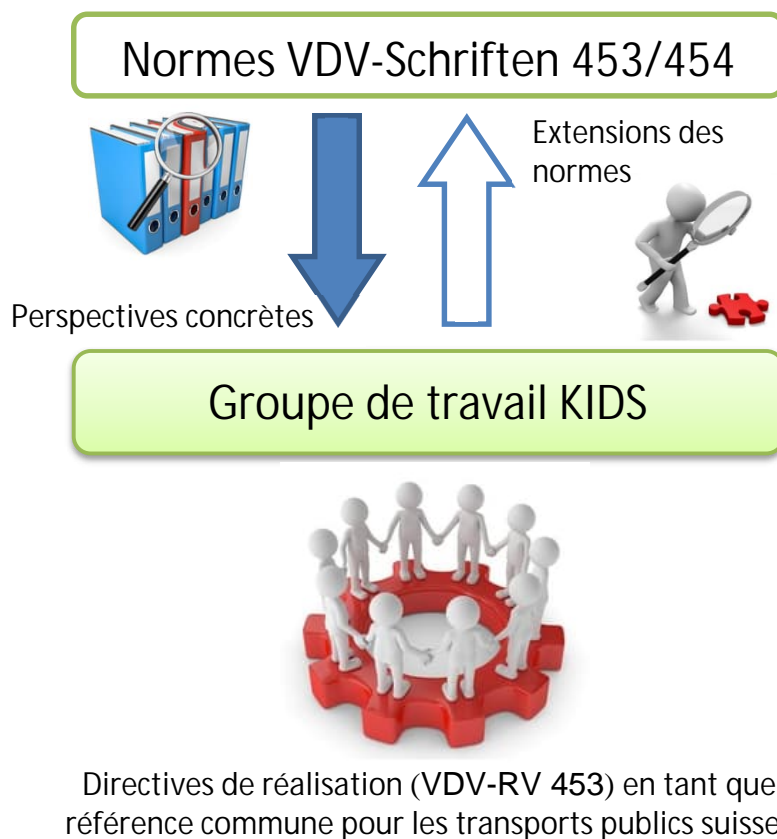 Normes VDV-Schriften 453/454
Extensions des
normes
Perspectives concrètes
Groupe de travail KIDS
Directives de réalisation (VDV-RV 453) en tant que
référence commune pour les transports publics suisse